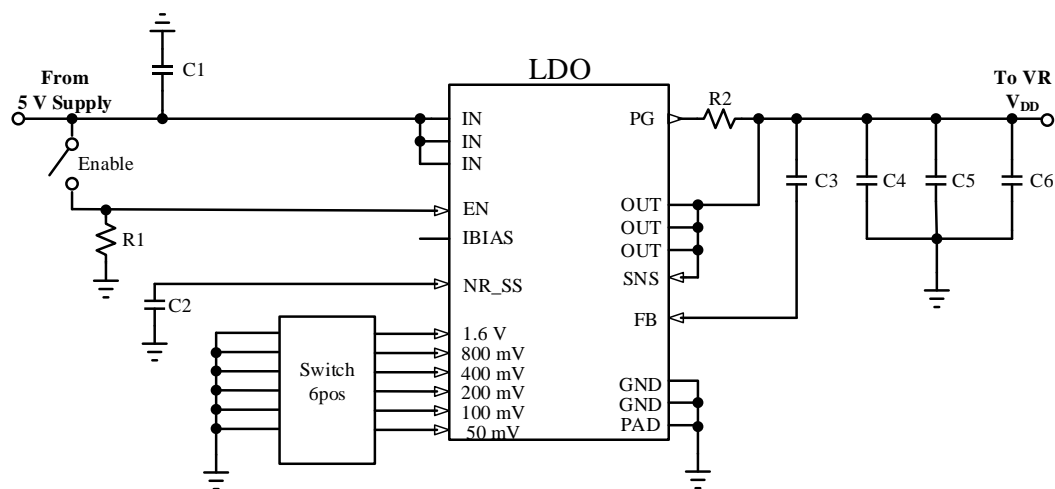 LDO
From
5 V Supply
C1
Enable
R1
C2
Switch
6pos
IN
IN
IN
EN
IBIAS
NR_SS
1.6 V
800 mV
400 mV
200 mV
100 mV
50 mV
PG
OUT
OUT
OUT
SNS
FB
GND
GND
PAD
R2
C3
C4
C5
C6
To VR
VDD